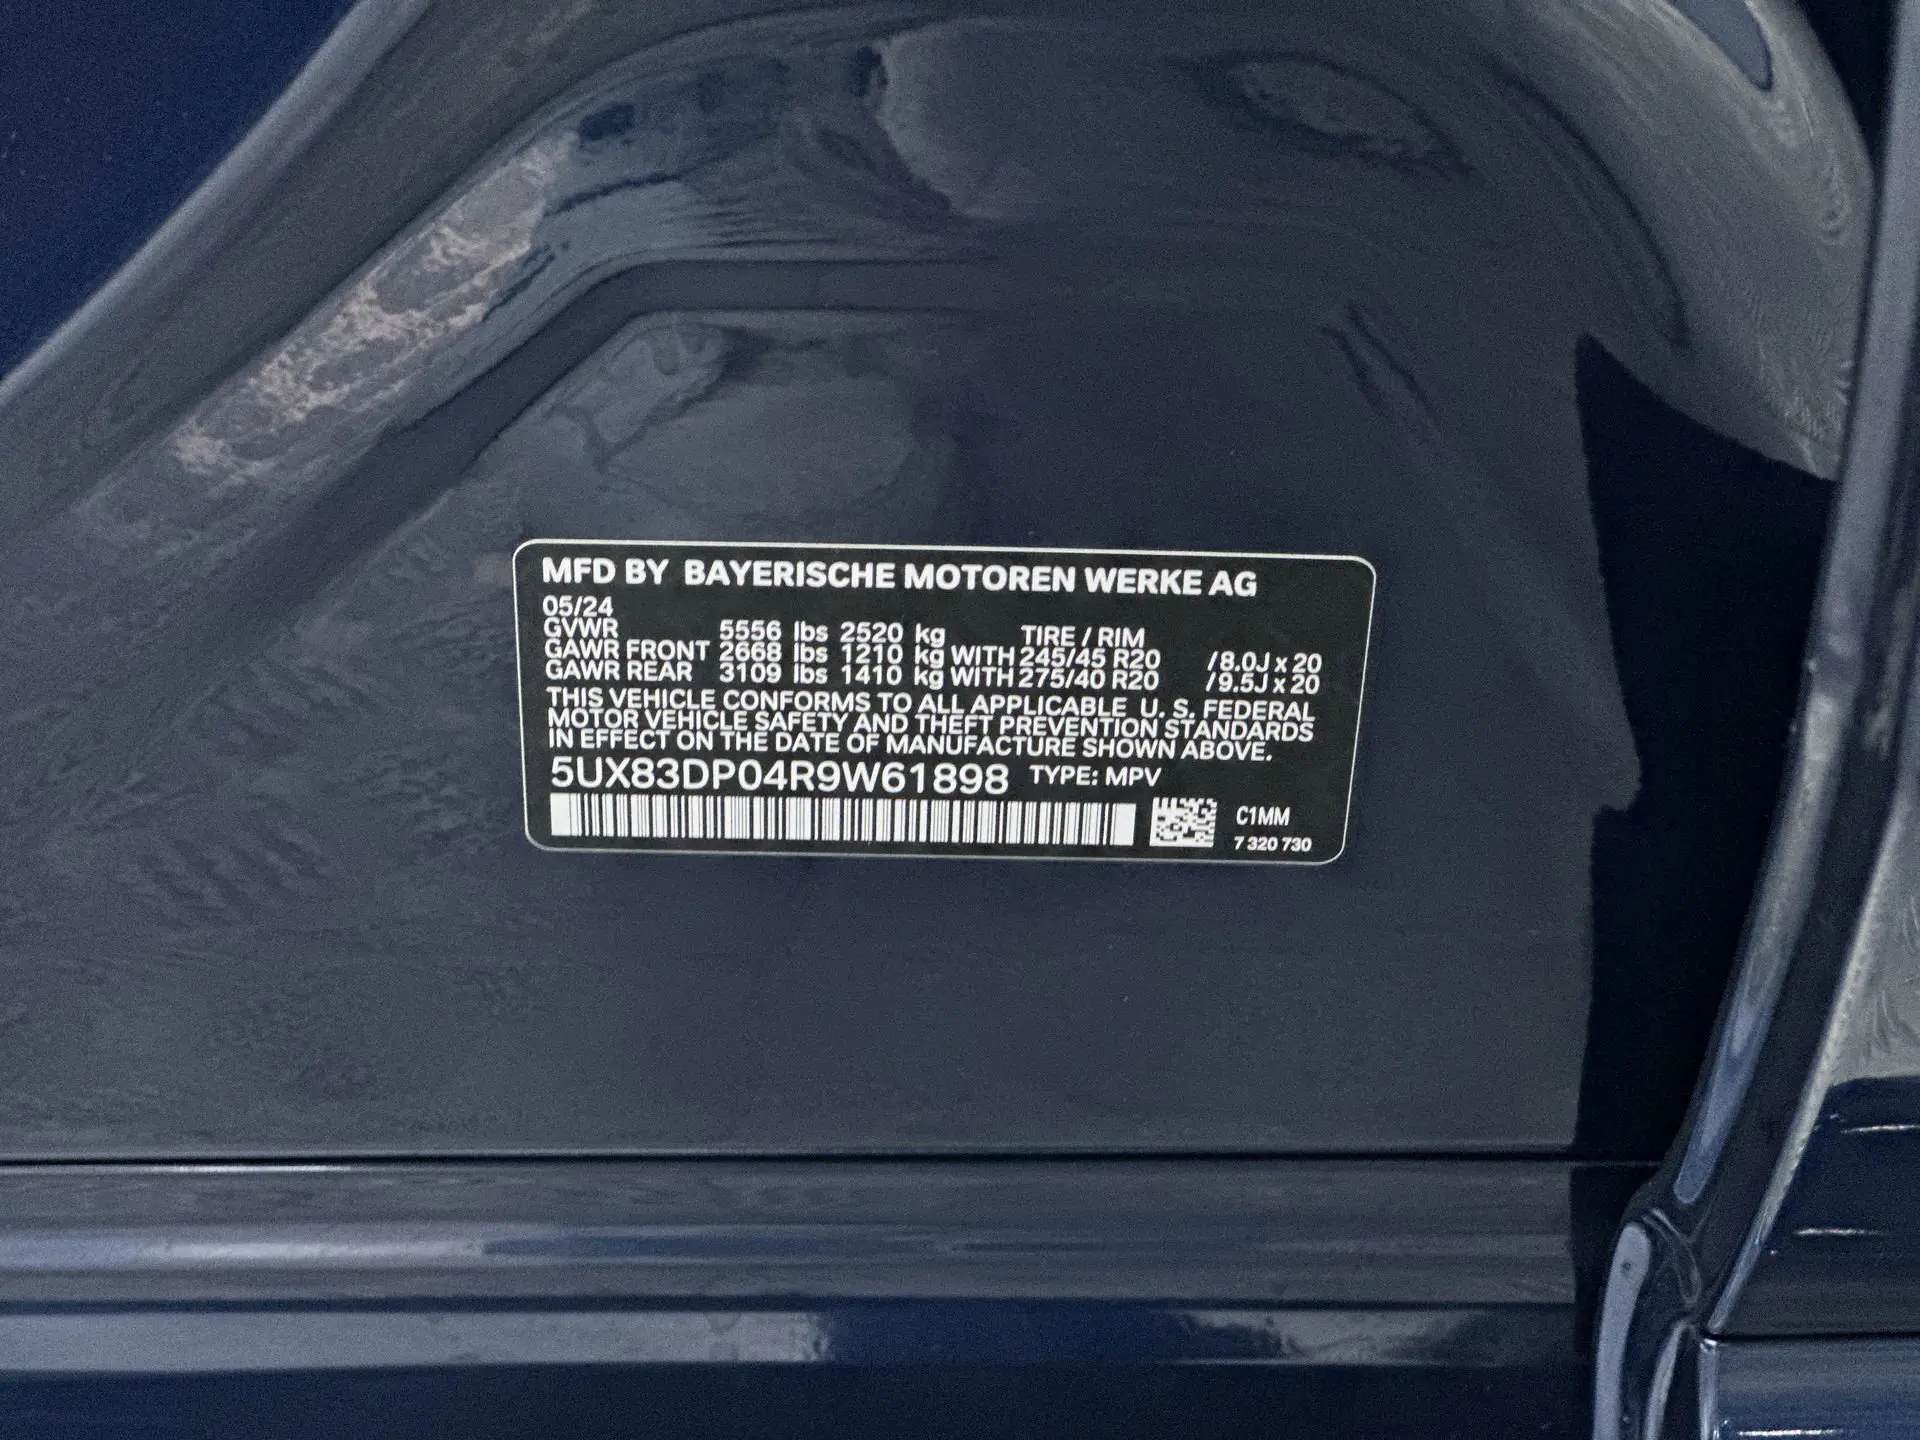 MFD BY BAYERISCHE MOTOREN WERKE AG
05/24
GVWR 5556 lbs 2520 kg TIRE / RIM
GAWR FRONT 2668 lbs 1210 kg WITH 245/45 R20 /8.0J x 20
GAWR REAR 3109 lbs 1410 kg WITH 275/40 R20 /9.5J x 20
THIS VEHICLE CONFORMS TO ALL APPLICABLE U. S. FEDERAL
MOTOR VEHICLE SAFETY AND THEFT PREVENTION STANDARDS
IN EFFECT ON THE DATE OF MANUFACTURE SHOWN ABOVE.
5UX83DP04R9W61898 TYPE: MPV
C1MM
7 320 730